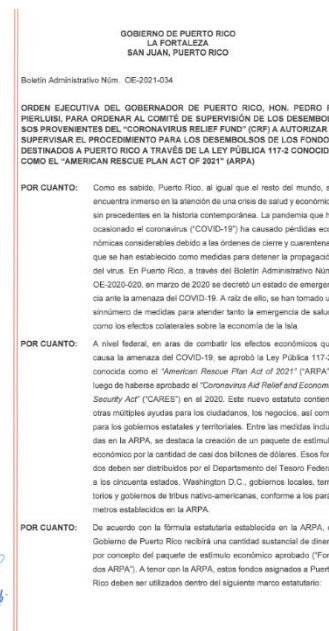 GOBIERNO DE PUERTO RICO
LA FORTALEZA
SAN JUAN, PUERTO RICO
Boletín Administrativo Núm. OE-2021-034
ORDEN EJECUTIVA DEL GOBERNADOR DE PUERTO RICO, HON. PEDRO
PIERLUISI, PARA ORDENAR AL COMITÉ DE SUPERVISIÓN DE LOS DESEMBOL
SOS PROVENIENTES DEL "CORONAVIRUS RELIEF FUND" (CRF) A AUTORIZAR
SUPERVISAR EL PROCEDIMIENTO PARA LOS DESEMBOLSOS DE LOS FONDO
DESTINADOS A PUERTO RICO A TRAVÉS DE LA LEY PÚBLICA 117-2 CONOCID
COMO EL "AMERICAN RESCUE PLAN ACT OF 2021" (ARPA)
POR CUANTO: Como es sabido, Puerto Rico, al igual que el resto del mundo, s
encuentra inmerso en la atención de una crisis de salud y económic
sin precedentes en la historia contemporánea. La pandemia que h
ocasionado el coronavirus ("COVID-19") ha causado pérdidas eco
nómicas considerables debido a las órdenes de cierre y cuarentena
que se han establecido como medidas para detener la propagació
del virus. En Puerto Rico, a través del Boletín Administrativo Núm
OE-2020-020, en marzo de 2020 se decretó un estado de emergen
cia ante la amenaza del COVID-19. A raíz de ello, se han tomado u
sinnúmero de medidas para atender tanto la emergencia de salu
como los efectos colaterales sobre la economía de la Isla.
POR CUANTO: A nivel federal, en aras de combatir los efectos económicos qu
causa la amenaza del COVID-19, se aprobó la Ley Pública 117-2
conocida como el "American Rescue Plan Act of 2021" ("ARPA"
luego de haberse aprobado el "Coronavirus Aid Relief and Econom
Security Act" ("CARES") en el 2020. Este nuevo estatuto contien
otras múltiples ayudas para los ciudadanos, los negocios, así com
para los gobiernos estatales y territoriales. Entre las medidas inclu
das en la ARPA, se destaca la creación de un paquete de estímul
económico por la cantidad de casi dos billones de dólares. Esos fon
dos deben ser distribuidos por el Departamento del Tesoro Federa
a los cincuenta estados, Washington D.C., gobiernos locales, terri
torios y gobiernos de tribus nativo-americanas, conforme a los pará
metros establecidos en la ARPA.
POR CUANTO: De acuerdo con la fórmula estatutaria establecida en la ARPA, e
Gobierno de Puerto Rico recibirá una cantidad sustancial de diner
por concepto del paquete de estímulo económico aprobado ("Fon
dos ARPA"). A tenor con la ARPA, estos fondos asignados a Puert
Rico deben ser utilizados dentro del siguiente marco estatutario: